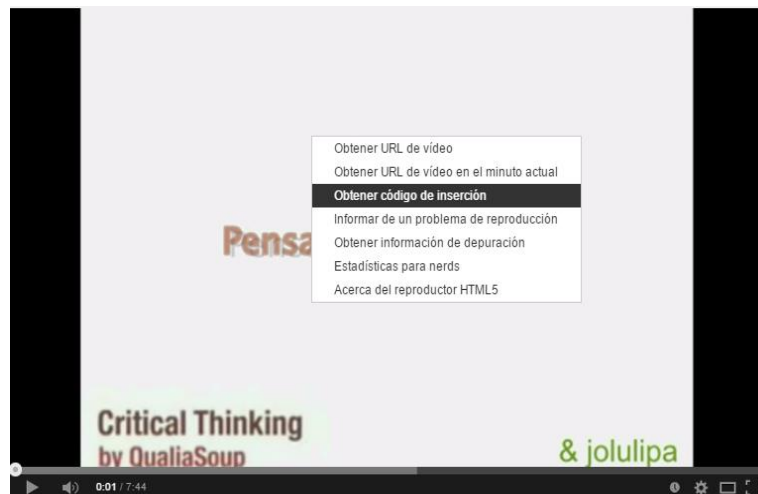 Obtener URL de vídeo
Obtener URL de vídeo en el minuto actual
Obtener código de inserción
Informar de un problema de reproducción
Pensa
Obtener información de depuración
Estadísticas para nerds
Acerca del reproductor HTML5
Critical Thinking
by QualiaSoup
& jolulipa
0:01 / 7:44